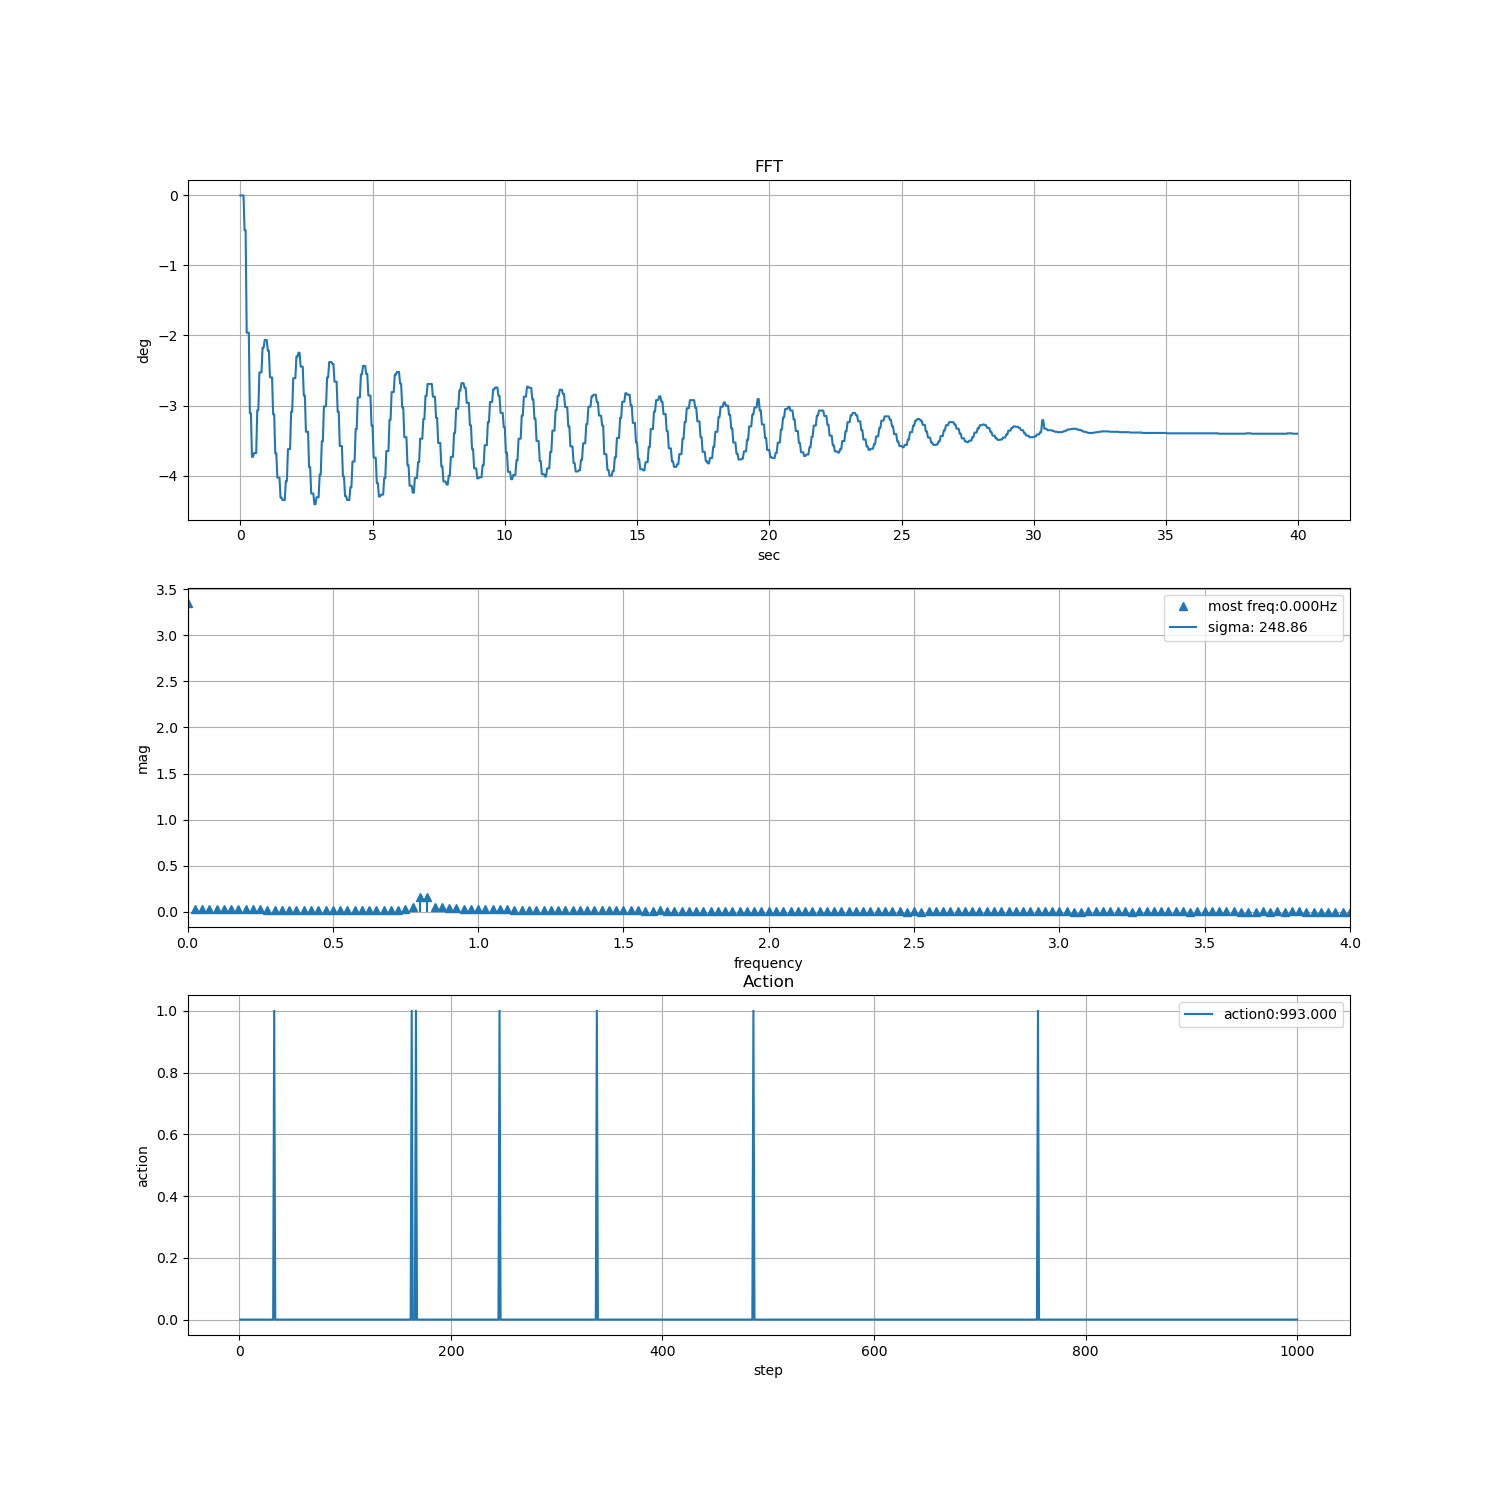 FFT
0
−1
−2
−3
−4
deg
0 5 10 15 20 25 30 35 40
sec
3.5
3.0
2.5
2.0
1.5
1.0
0.5
0.0
mag
most freq:0.000Hz
sigma: 248.86
0.0 0.5 1.0 1.5 2.0 2.5 3.0 3.5 4.0
frequency
Action
1.0
0.8
0.6
0.4
0.2
0.0
action
action0:993.000
0 200 400 600 800 1000
step